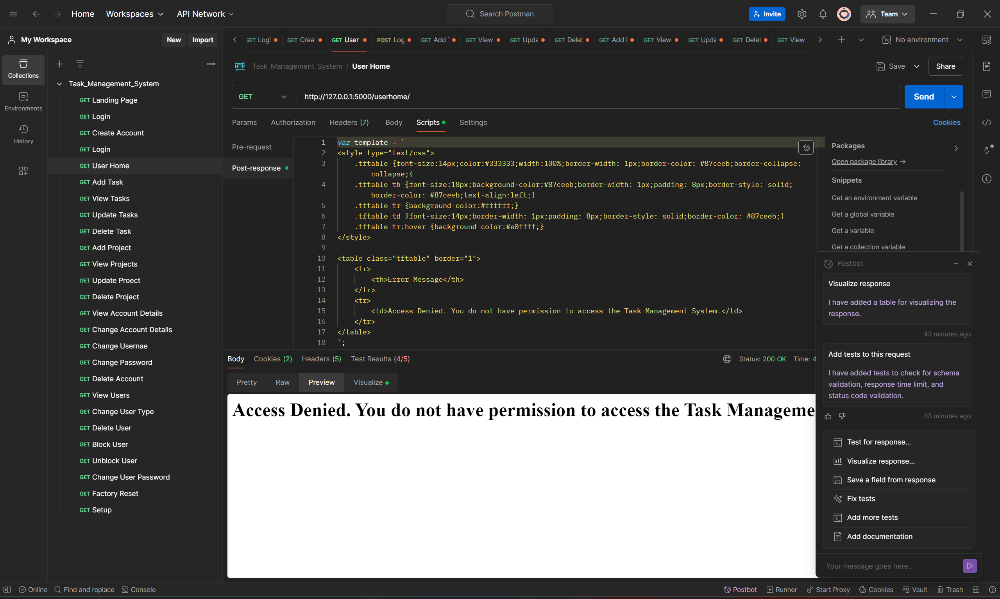 Home Workspaces API Network Search Postman Invite Team
My Workspace New Import
GET Logi GET Crea GET User POST Log GET Add GET View GET Upda GET Delet GET Add GET View GET Upda GET Delet GET View No environment
Collections
Environments
History
Task_Management_System
GET Landing Page
GET Login
GET Create Account
GET Login
GET User Home
GET Add Task
GET View Tasks
GET Update Tasks
GET Delete Task
GET Add Project
GET View Projects
GET Update Proect
GET Delete Project
GET View Account Details
GET Change Account Details
GET Change Usernae
GET Change Password
GET Delete Account
GET View Users
GET Change User Type
GET Delete User
GET Block User
GET Unblock User
GET Change User Password
GET Factory Reset
GET Setup
HTTP Task_Management_System / User Home Save Share
GET http://127.0.0.1:5000/userhome/ Send
Params Authorization Headers (7) Body Scripts Settings Cookies
Pre-request
Post-response
1 var template = `
2 <style type="text/css">
3 .tftable {font-size:14px;color:#333333;width:100%;border-width: 1px;border-color: #87ceeb;border-collapse:
collapse;}
4 .tftable th {font-size:18px;background-color:#87ceeb;border-width: 1px;padding: 8px;border-style: solid;
border-color: #87ceeb;text-align:left;}
5 .tftable tr {background-color:#ffffff;}
6 .tftable td {font-size:14px;border-width: 1px;padding: 8px;border-style: solid;border-color: #87ceeb;}
7 .tftable tr:hover {background-color:#e0ffff;}
8 </style>
9
10 <table class="tftable" border="1">
11 <tr>
12 <th>Error Message</th>
13 </tr>
14 <tr>
15 <td>Access Denied. You do not have permission to access the Task Management System.</td>
16 </tr>
17 </table>
18 `;
Packages
Open package library →
Snippets
Get an environment variable
Get a global variable
Get a variable
Get a collection variable
Body Cookies (2) Headers (5) Test Results (4/5) Status: 200 OK Time: 4
Pretty Raw Preview Visualize
Access Denied. You do not have permission to access the Task Manageme
Postbot
Visualize response
I have added a table for visualizing the
response.
43 minutes ago
Add tests to this request
I have added tests to check for schema
validation, response time limit, and
status code validation.
33 minutes ago
Test for response...
Visualize response...
Save a field from response
Fix tests
Add more tests
Add documentation
Your message goes here...
Online Find and replace Console Postbot Runner Start Proxy Cookies Vault Trash